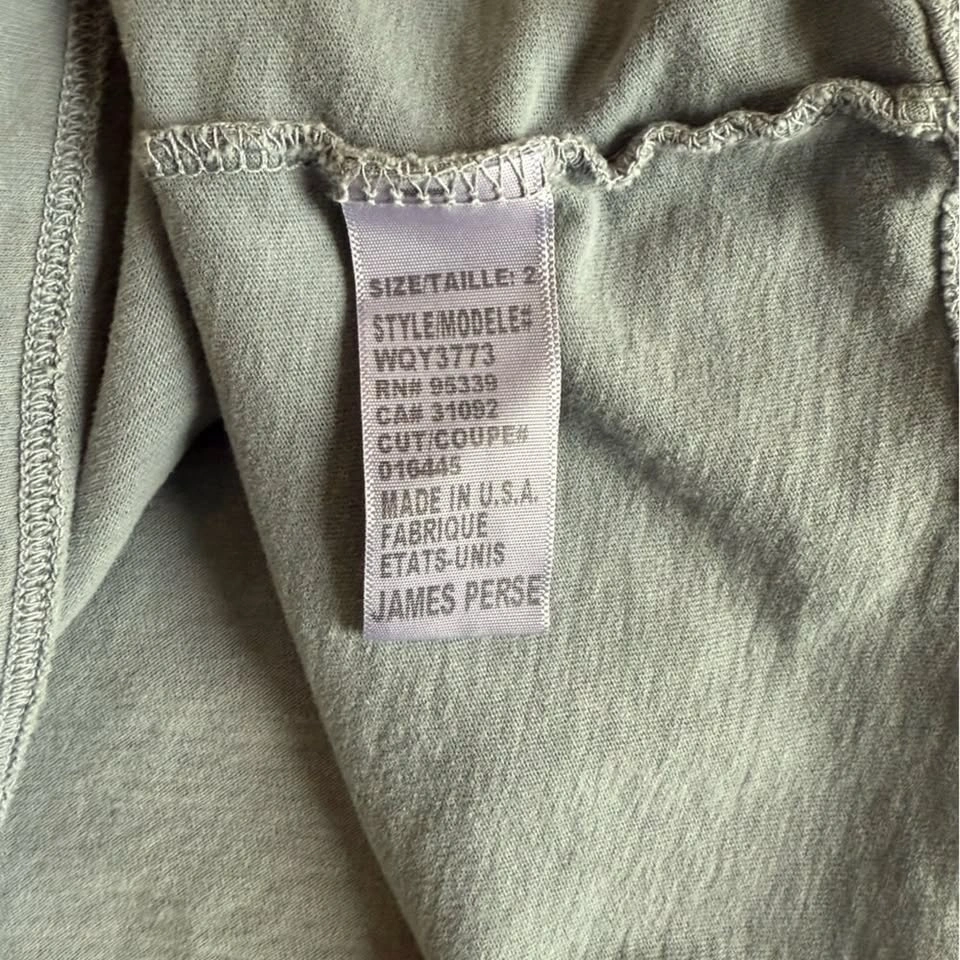 SIZE/TAILLE: 2
STYLE/MODELE#
WQY3773
RN# 95339
CA# 31092
CUT/COUPE#
016445
MADE IN U.S.A.
FABRIQUE
ETATS-UNIS
JAMES PERSE